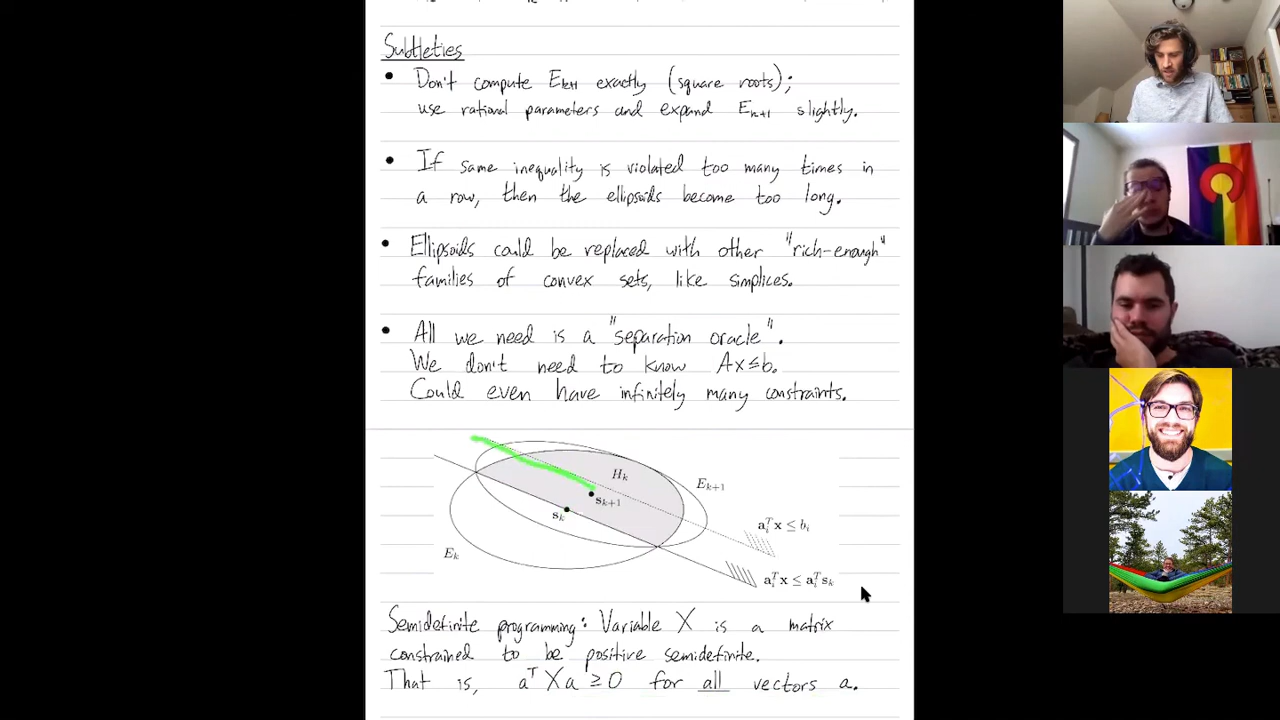 Subtleties
• Don't compute Eₖ₊₁ exactly (square roots);
use rational parameters and expand Eₖ₊₁ slightly.
• If same inequality is violated too many times in
a row, then the ellipsoids become too long.
• Ellipsoids could be replaced with other "rich-enough"
families of convex sets, like simplices.
• All we need is a "separation oracle".
We don't need to know Ax≤b.
Could even have infinitely many constraints.
Hₖ
Eₖ₊₁
sₖ₊₁
sₖ
aᵢᵀx ≤ bᵢ
Eₖ
aᵢᵀx ≤ aᵢᵀsₖ
Semidefinite programming: Variable X is a matrix
constrained to be positive semidefinite.
That is, aᵀXa ≥ 0 for all vectors a.